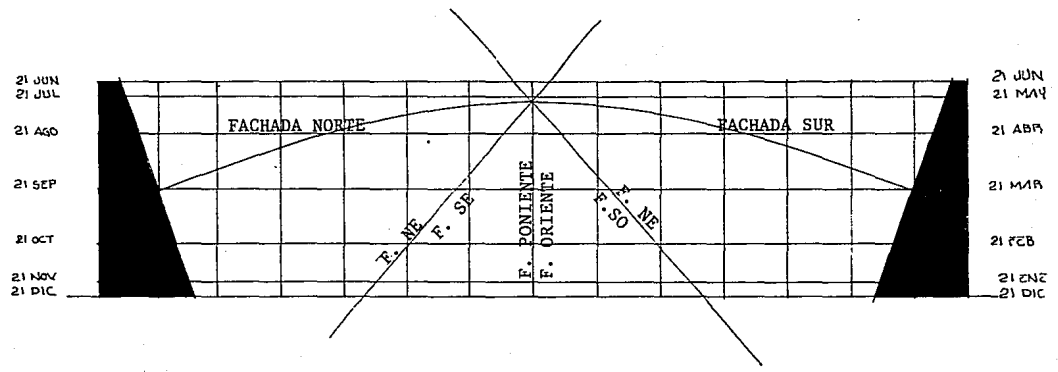 21 JUN
21 JUL
21 AGO
21 SEP
21 OCT
21 NOV
21 DIC
FACHADA NORTE
FACHADA SUR
F. NE
F. SE
F. PONIENTE
F. ORIENTE
F. NE
F.SO
21 JUN
21 MAY
21 ABR
21 MAR
21 FEB
21 ENE
21 DIC